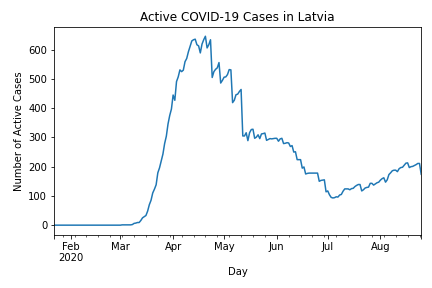 Active COVID-19 Cases in Latvia
Number of Active Cases
600
500
400
300
200
100
0
Feb
2020
Mar
Apr
May
Jun
Jul
Aug
Day